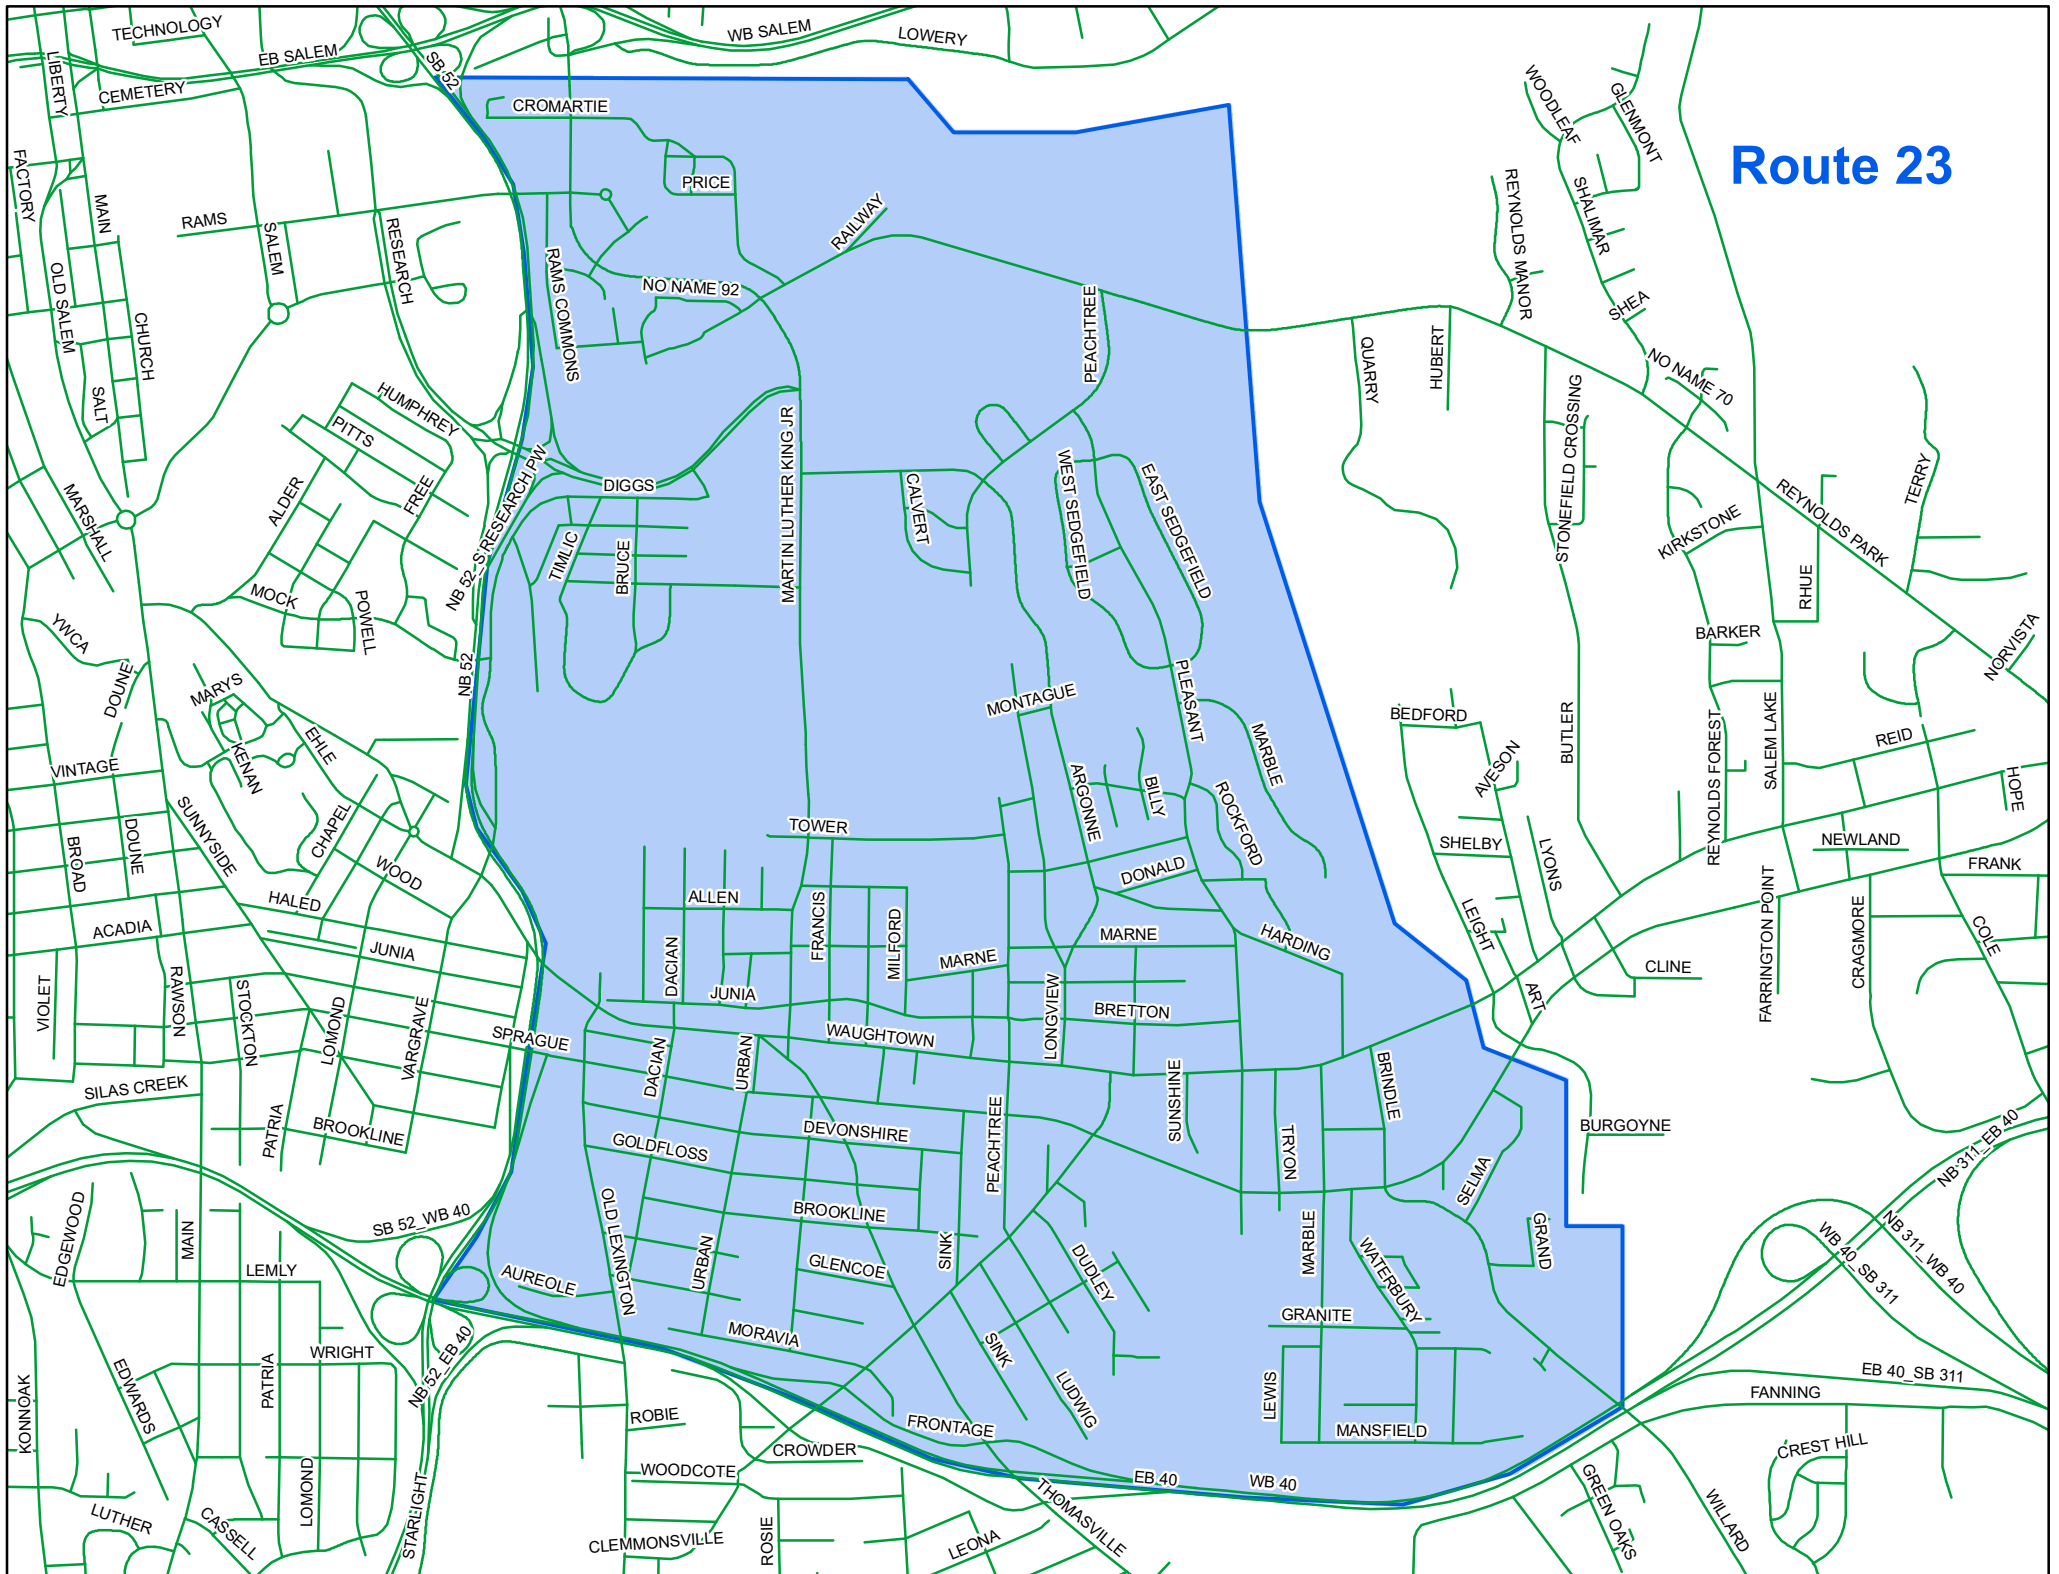 TECHNOLOGY
WB SALEM
LOWERY
EB SALEM
SB 52
LIBERTY
CEMETERY
CROMARTIE
WOODLEAF
GLENMONT
Route 23
FACTORY
MAIN
PRICE
REYNOLDS MANOR
SHALIMAR
RAMS
SALEM
RESEARCH
RAILWAY
OLD SALEM
RAMS COMMONS
NO NAME 92
PEACHTREE
SHEA
CHURCH
QUARRY
HUBERT
NO NAME 70
SALT
HUMPHREY
PITTS
STONEFIELD CROSSING
MARTIN LUTHER KING JR
MARSHALL
ALDER
FREE
NB 52_S RESEARCH PW
DIGGS
CALVERT
WEST SEDGEFIELD
EAST SEDGEFIELD
REYNOLDS PARK
TERRY
KIRKSTONE
TIMLIC
BRUCE
RHUE
MOCK
POWELL
YWCA
BARKER
NORVISTA
DOUNE
MARYS
NB 52
MONTAGUE
PLEASANT
BEDFORD
BUTLER
REYNOLDS FOREST
SALEM LAKE
REID
EHLE
KENAN
MARBLE
VINTAGE
AVESON
HOPE
ARGONNE
BILLY
ROCKFORD
SUNNYSIDE
CHAPEL
TOWER
DOUNE
BROAD
SHELBY
LYONS
NEWLAND
FRANK
WOOD
DONALD
HALED
ALLEN
FRANCIS
MILFORD
LEIGHT
FARRINGTON POINT
CRAGMORE
COLE
ACADIA
JUNIA
DACIAN
MARNE
MARNE
HARDING
CLINE
VIOLET
RAWSON
STOCKTON
JUNIA
LONGVIEW
BRETTON
ART
LOMOND
VARGRAVE
SPRAGUE
WAUGHTOWN
DACIAN
URBAN
SUNSHINE
BRINDLE
SILAS CREEK
PATRIA
BROOKLINE
DEVONSHIRE
PEACHTREE
TRYON
BURGOYNE
NB 311_EB 40
GOLDFLOSS
SELMA
SB 52_WB 40
EDGEWOOD
MAIN
OLD LEXINGTON
BROOKLINE
SINK
MARBLE
GRAND
NB 311_WB 40
WB 40_SB 311
LEMLY
AUREOLE
URBAN
GLENCOE
DUDLEY
WATERBURY
GRANITE
MORAVIA
SINK
WRIGHT
NB 52_EB 40
EDWARDS
PATRIA
LUDWIG
LEWIS
EB 40_SB 311
FANNING
KONNOAK
ROBIE
FRONTAGE
MANSFIELD
CROWDER
CREST HILL
WOODCOTE
EB 40
WB 40
LUTHER
CASSELL
LOMOND
STARLIGHT
CLEMMONSVILLE
ROSIE
LEONA
THOMASVILLE
GREEN OAKS
WILLARD